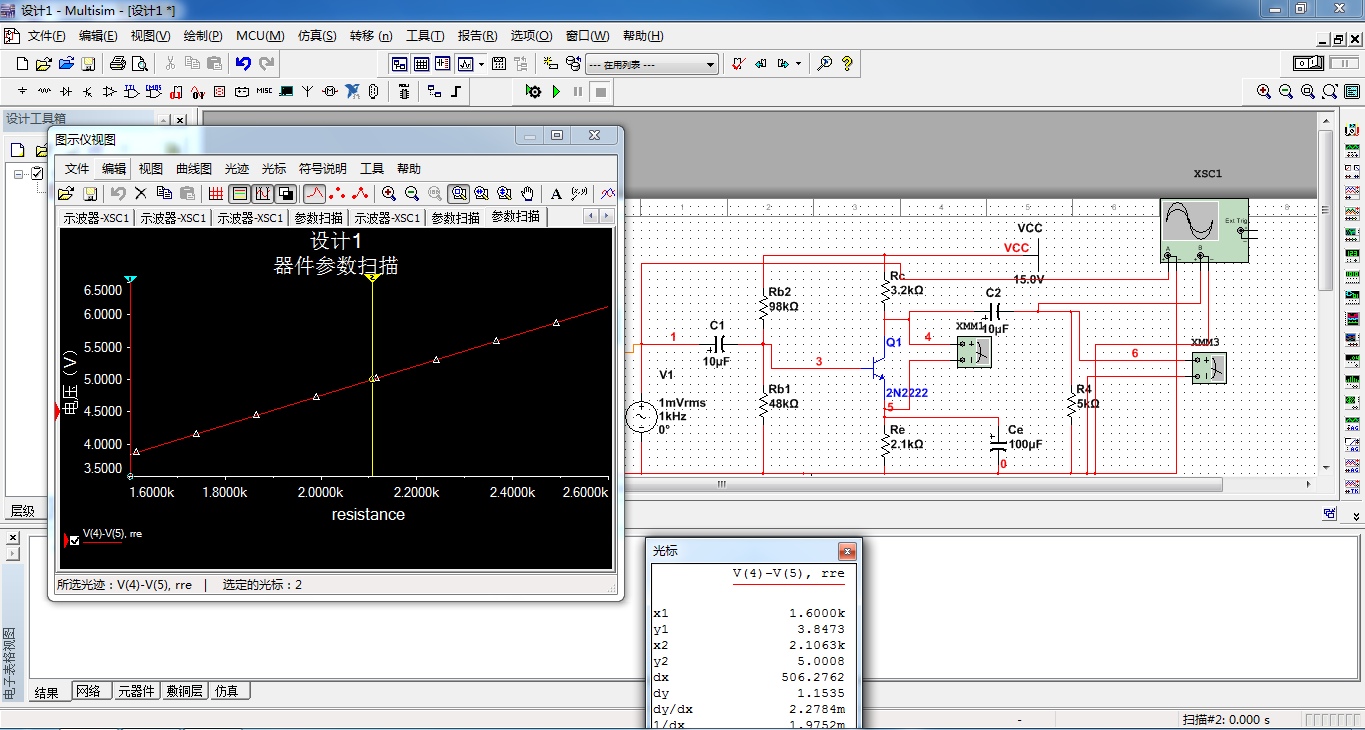 设计1 - Multisim - [设计1 *]
文件(F) 编辑(E) 视图(V) 绘制(P) MCU(M) 仿真(S) 转移 (n) 工具(T) 报告(R) 选项(O) 窗口(W) 帮助(H)
--- 在用列表 ---
MISC
设计工具箱
图示仪视图
文件 编辑 视图 曲线图 光迹 光标 符号说明 工具 帮助
示波器-XSC1 示波器-XSC1 示波器-XSC1 参数扫描 示波器-XSC1 参数扫描 参数扫描
设计1
器件参数扫描
电压 (V)
6.5000
6.0000
5.5000
5.0000
4.5000
4.0000
3.5000
1.6000k 1.8000k 2.0000k 2.2000k 2.4000k 2.6000k
resistance
V(4)-V(5), rre
所选光迹：V(4)-V(5), rre | 选定的光标：2
XSC1
Ext Trig
A B
1 2 3 4 5 6 8
VCC
VCC
15.0V
Rc
3.2kΩ
Rb2
98kΩ
C2
10µF
XMM1
C1
10µF
1
Q1
4
XMM3
6
3
V1
2N2222
1mVrms
1kHz
0°
Rb1
48kΩ
5
R4
5kΩ
Re
2.1kΩ
Ce
100µF
0
层级
光标
V(4)-V(5), rre
x1 1.6000k
y1 3.8473
x2 2.1063k
y2 5.0008
dx 506.2762
dy 1.1535
dy/dx 2.2784m
1/dx 1.9752m
电子表格视图
结果 网络 元器件 敷铜层 仿真
- 扫描#2: 0.000 s